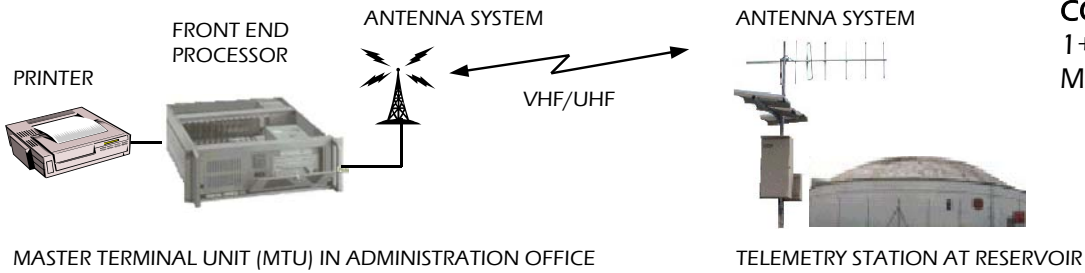 ANTENNA SYSTEM
FRONT END
PROCESSOR
PRINTER
VHF/UHF
ANTENNA SYSTEM
MASTER TERMINAL UNIT (MTU) IN ADMINISTRATION OFFICE
TELEMETRY STATION AT RESERVOIR